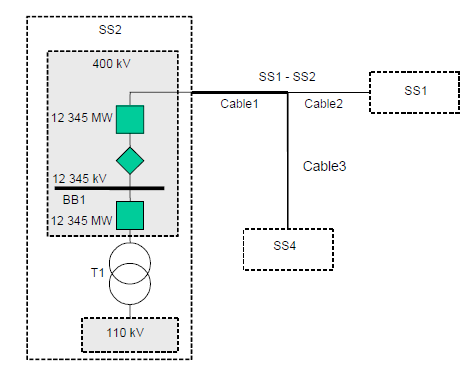 SS2
400 kV
SS1 - SS2
SS1
Cable1
Cable2
12 345 MW
Cable3
12 345 kV
BB1
12 345 MW
SS4
T1
110 kV